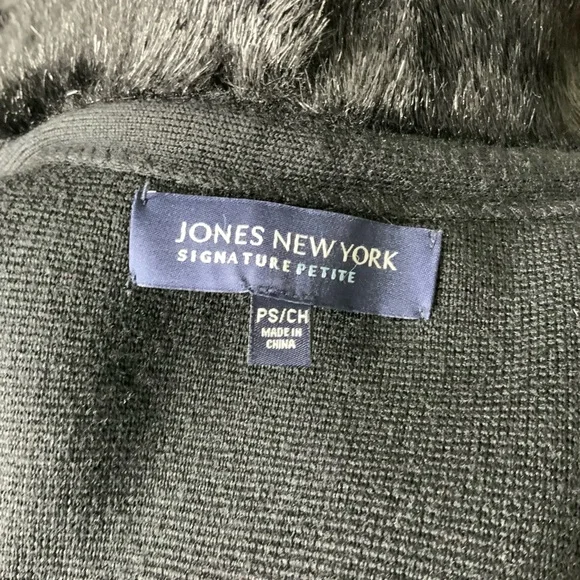 JONES NEW YORK
SIGNATURE PETITE
PS/CH
MADE IN
CHINA